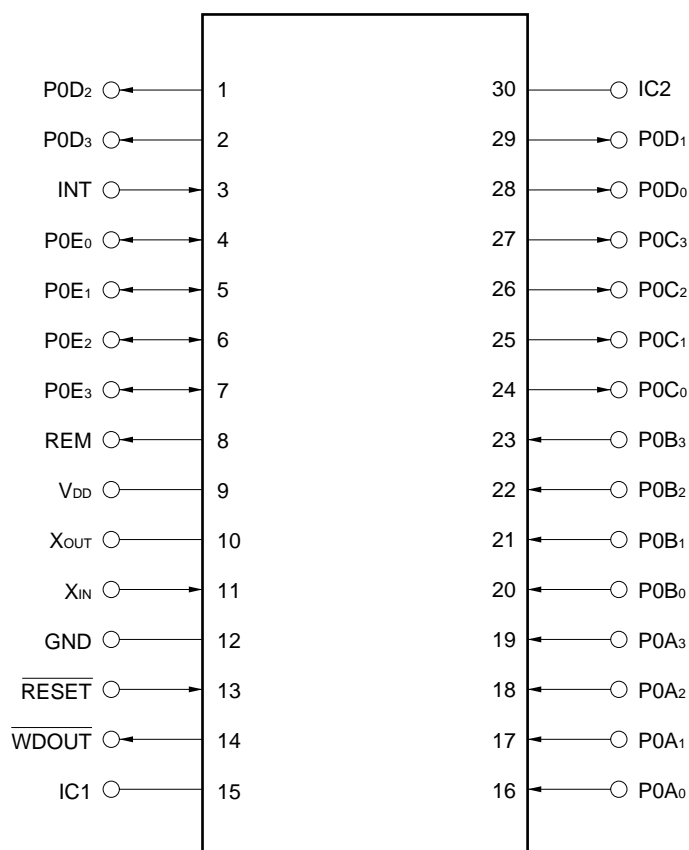 P0D₂ 1 30 IC2
P0D₃ 2 29 P0D₁
INT 3 28 P0D₀
P0E₀ 4 27 P0C₃
P0E₁ 5 26 P0C₂
P0E₂ 6 25 P0C₁
P0E₃ 7 24 P0C₀
REM 8 23 P0B₃
VDD 9 22 P0B₂
XOUT 10 21 P0B₁
XIN 11 20 P0B₀
GND 12 19 P0A₃
RESET 13 18 P0A₂
WDOUT 14 17 P0A₁
IC1 15 16 P0A₀